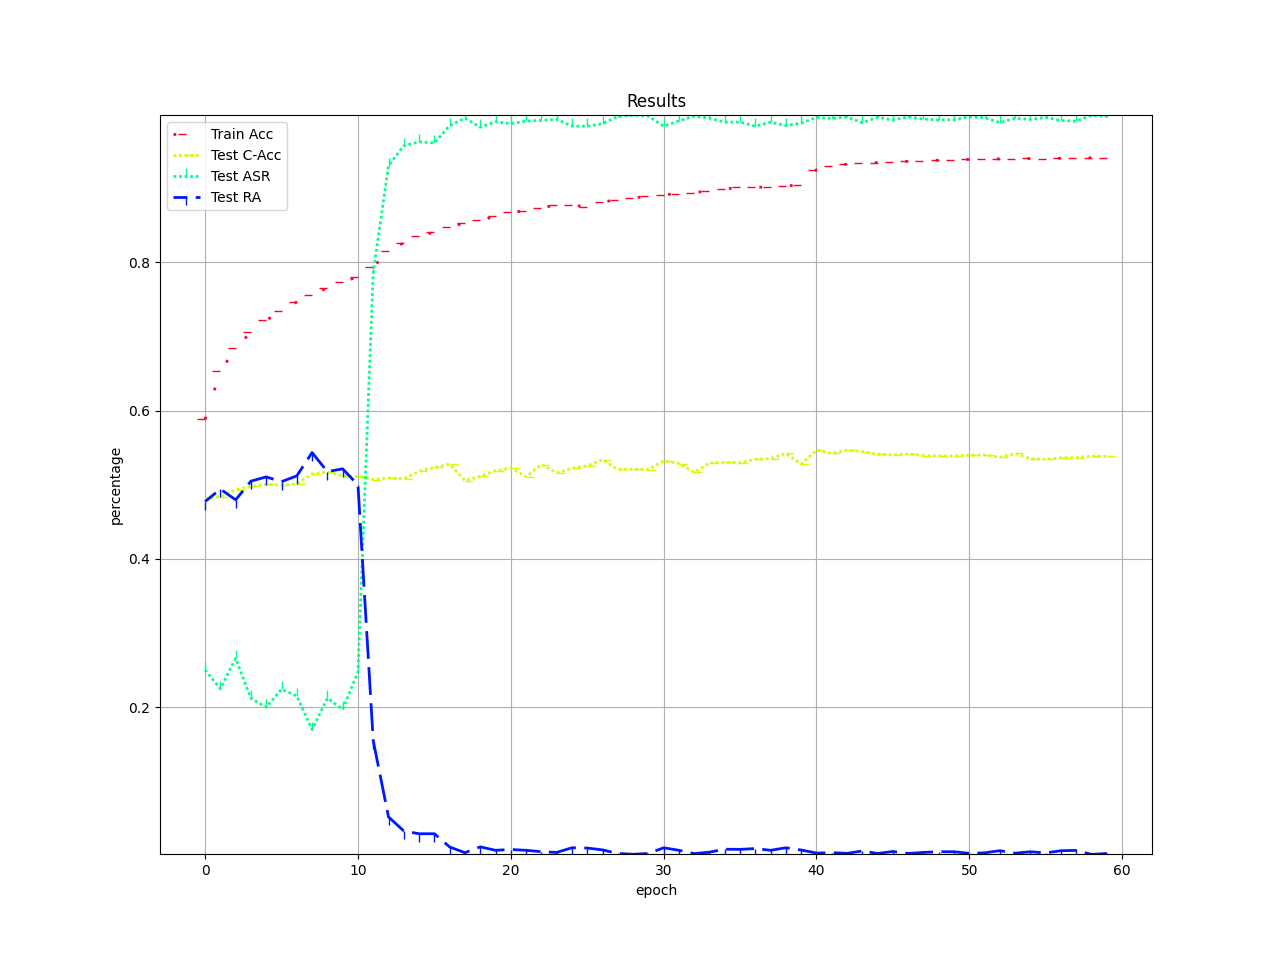 Results
Train Acc
Test C-Acc
Test ASR
Test RA
percentage
0.8
0.6
0.4
0.2
0 10 20 30 40 50 60
epoch